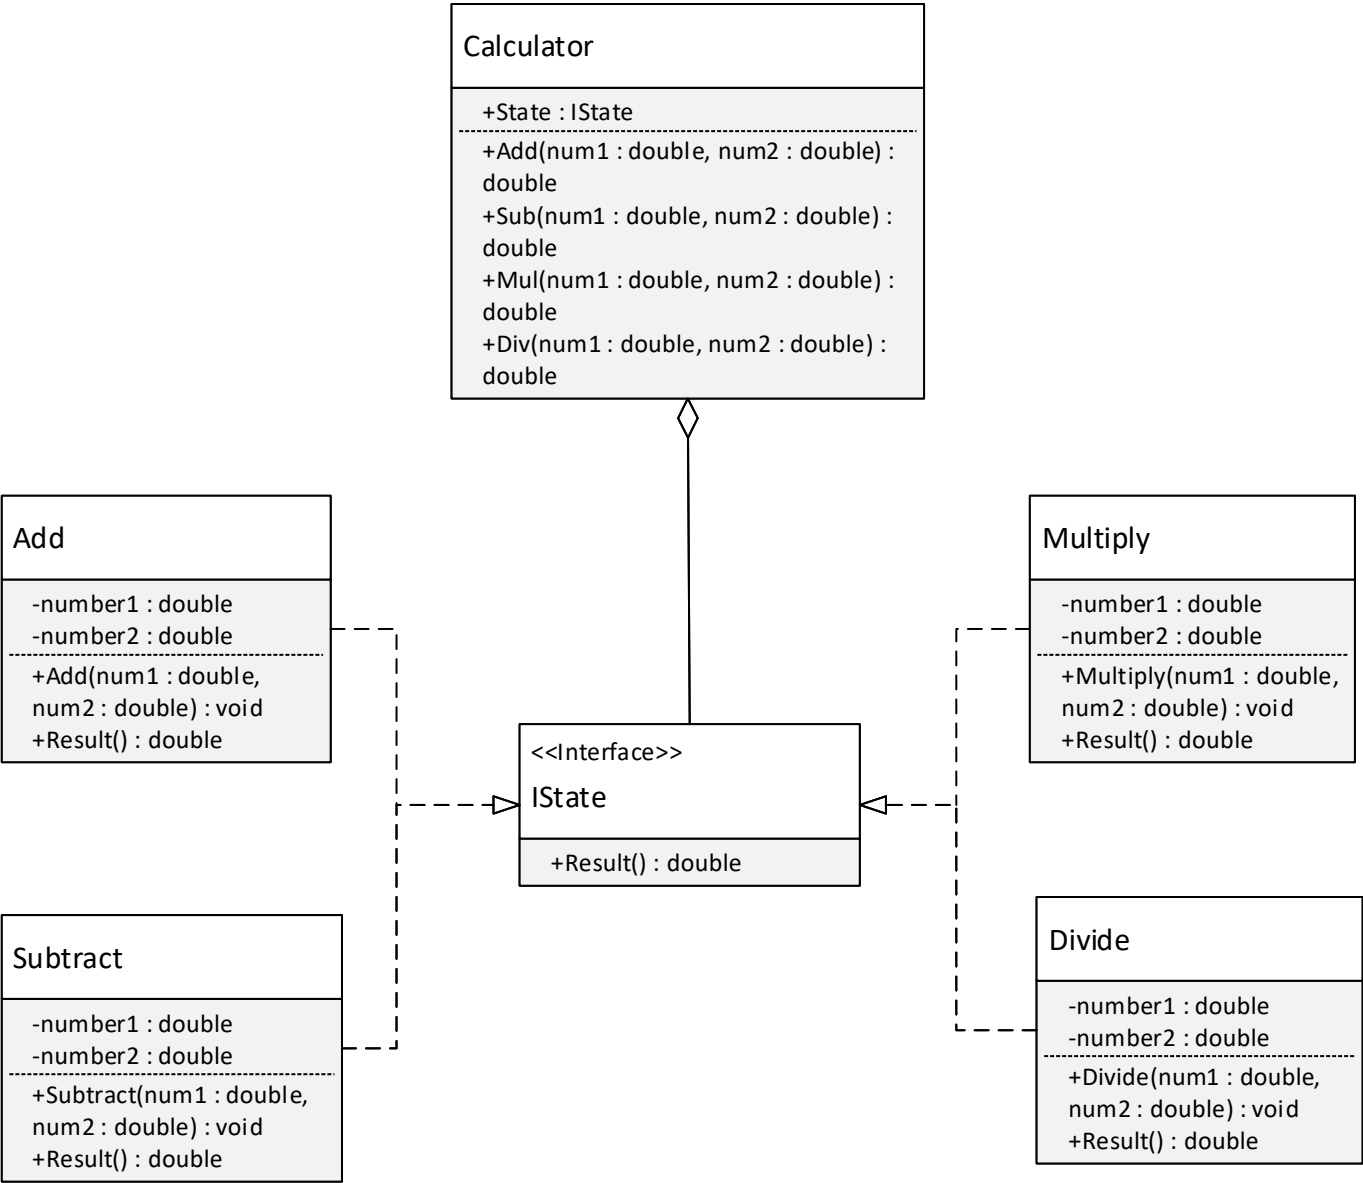 Calculator
+State : IState
+Add(num1 : double, num2 : double) :
double
+Sub(num1 : double, num2 : double) :
double
+Mul(num1 : double, num2 : double) :
double
+Div(num1 : double, num2 : double) :
double
Add
-number1 : double
-number2 : double
+Add(num1 : double,
num2 : double) : void
+Result() : double
Multiply
-number1 : double
-number2 : double
+Multiply(num1 : double,
num2 : double) : void
+Result() : double
<<Interface>>
IState
+Result() : double
Subtract
-number1 : double
-number2 : double
+Subtract(num1 : double,
num2 : double) : void
+Result() : double
Divide
-number1 : double
-number2 : double
+Divide(num1 : double,
num2 : double) : void
+Result() : double